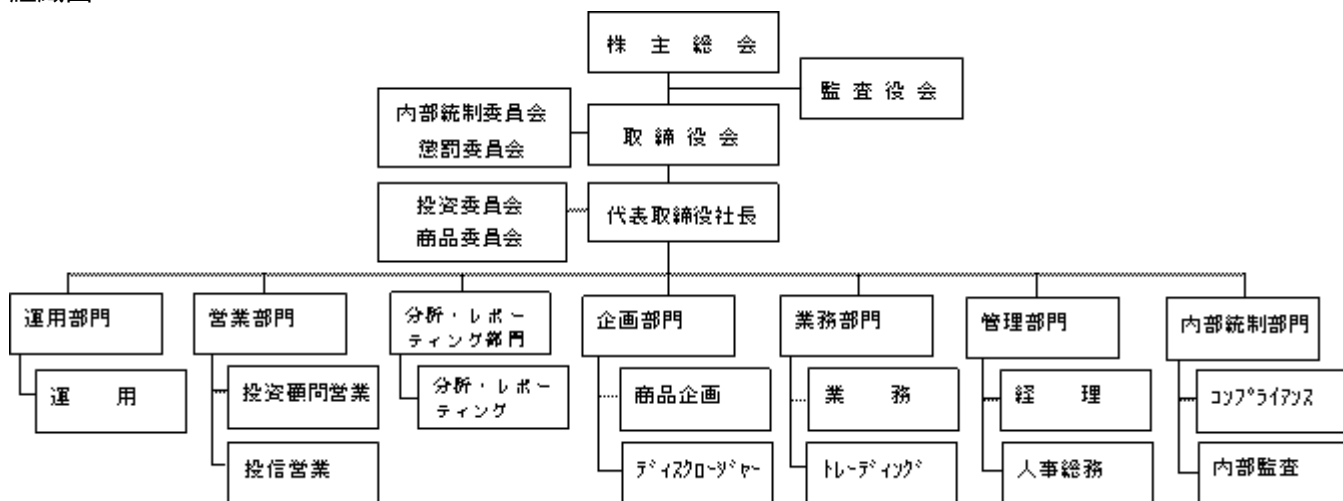 株主総会
監査役会
内部統制委員会
懲罰委員会
取締役会
投資委員会
商品委員会
代表取締役社長
運用部門
営業部門
分析・レポー
ティング部門
企画部門
業務部門
管理部門
内部統制部門
運用
投資顧問営業
分析・レポー
ティング
商品企画
業務
経理
コンプライアンス
投信営業
ディスクロージャー
トレーディング
人事総務
内部監査